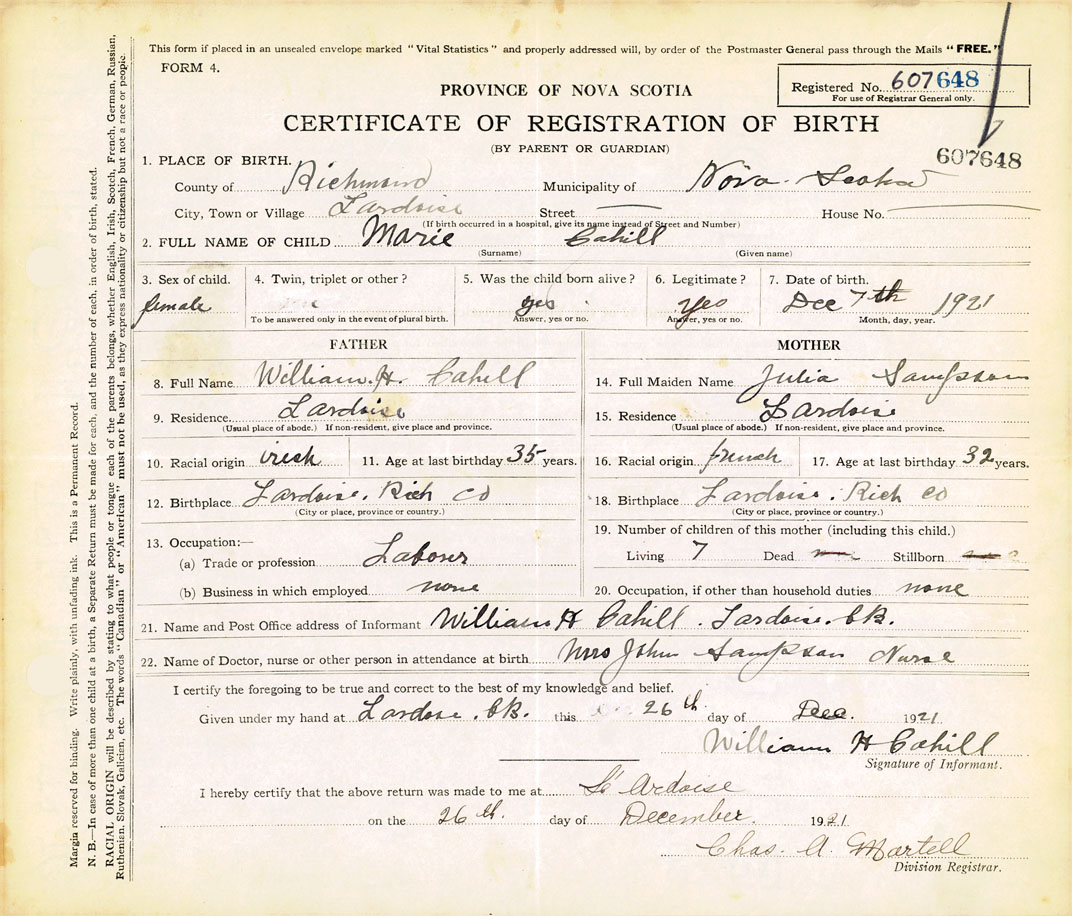 This form if placed in an unsealed envelope marked "Vital Statistics" and properly addressed will, by order of the Postmaster General pass through the Mails "FREE."
FORM 4.
PROVINCE OF NOVA SCOTIA
Registered No. 607648
For use of Registrar General only.
CERTIFICATE OF REGISTRATION OF BIRTH
(BY PARENT OR GUARDIAN)
607648
1. PLACE OF BIRTH.
County of Richmond Municipality of Nova Scotia
City, Town or Village Lardoise Street House No.
(If birth occurred in a hospital, give its name instead of Street and Number)
2. FULL NAME OF CHILD Marie Cahill
(Surname) (Given name)
3. Sex of child. 4. Twin, triplet or other? 5. Was the child born alive? 6. Legitimate? 7. Date of birth.
female yes yes Dec 7th 1921
To be answered only in the event of plural birth. Answer, yes or no. Answer, yes or no. Month, day, year.
FATHER MOTHER
8. Full Name William. H. Cahill 14. Full Maiden Name Julia Sampson
9. Residence. Lardoise 15. Residence Lardoise
(Usual place of abode.) If non-resident, give place and province. (Usual place of abode.) If non-resident, give place and province.
10. Racial origin irish 11. Age at last birthday 35 years. 16. Racial origin french 17. Age at last birthday 32 years.
12. Birthplace Lardoise. Rich Co 18. Birthplace Lardoise. Rich Co
(City or place, province or country.) (City or place, province or country.)
13. Occupation:— 19. Number of children of this mother (including this child.)
(a) Trade or profession Laborer Living 7 Dead Stillborn
(b) Business in which employed none 20. Occupation, if other than household duties none
21. Name and Post Office address of Informant William H Cahill. Lardoise. CB.
22. Name of Doctor, nurse or other person in attendance at birth Mrs John Sampson Nurse
I certify the foregoing to be true and correct to the best of my knowledge and belief.
Given under my hand at Lardose. CB. this 26th day of Dec. 1921
William H Cahill
Signature of Informant.
I hereby certify that the above return was made to me at L'Ardoise
on the 26th. day of December. 1921
Chas. A. Martell
Division Registrar.
Margin reserved for binding. Write plainly, with unfading ink. This is a Permanent Record.
N. B.—In case of more than one child at a birth, a Separate Return must be made for each, and the number of each, in order of birth, stated.
RACIAL ORIGIN will be described by stating to what people or tongue each of the parents belongs, whether English, Irish, Scotch, French, German, Russian,
Ruthenian, Slovak, Galicien, etc. The words "Canadian" or "American" must not be used, as they express nationality or citizenship but not a race or people.